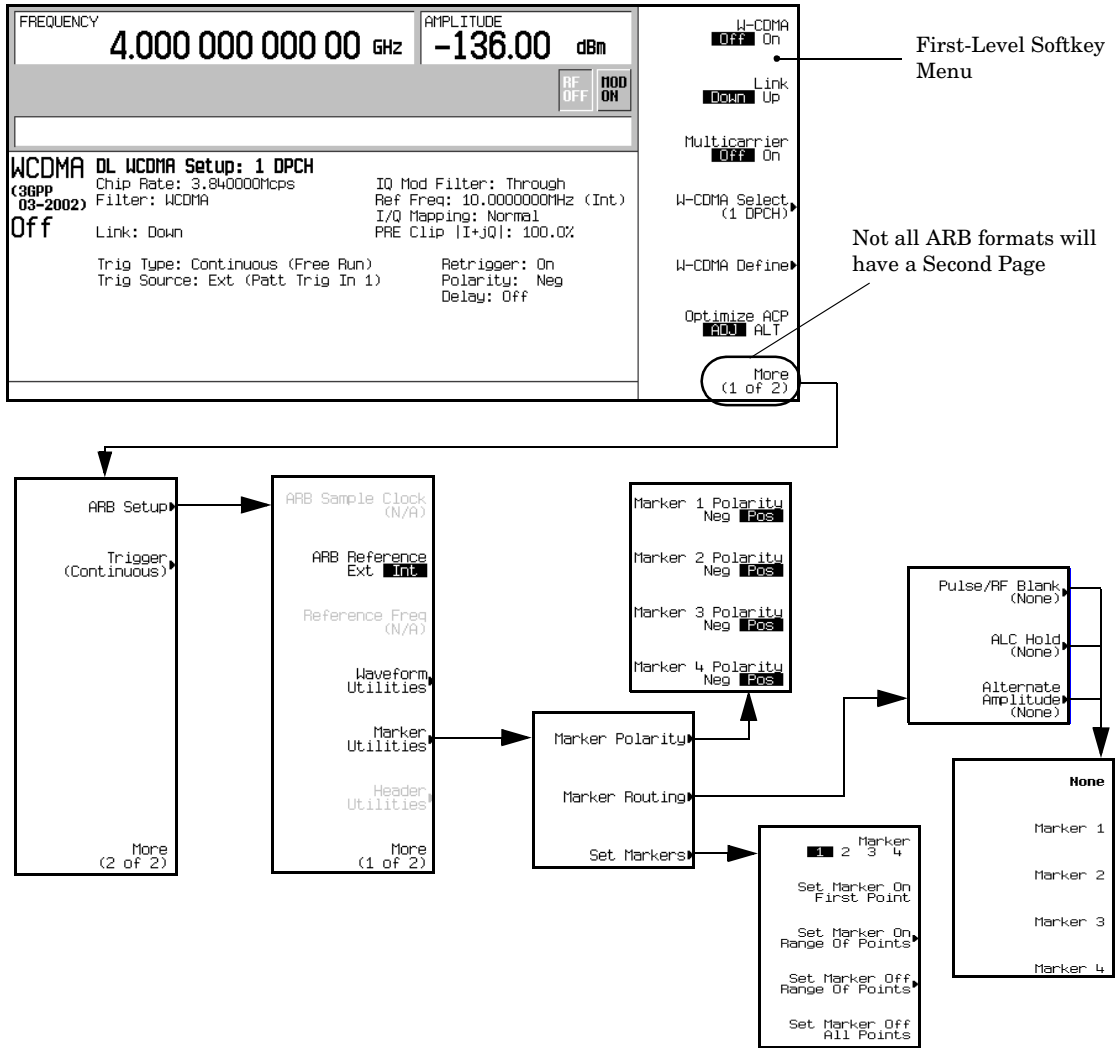 FREQUENCY
4.000 000 000 00 GHz
AMPLITUDE
-136.00 dBm
RF OFF
MOD ON
WCDMA
(3GPP
03-2002)
Off
DL WCDMA Setup: 1 DPCH
Chip Rate: 3.840000Mcps
Filter: WCDMA
Link: Down
IQ Mod Filter: Through
Ref Freq: 10.0000000MHz (Int)
I/Q Mapping: Normal
PRE Clip |I+jQ|: 100.0%
Trig Type: Continuous (Free Run)
Trig Source: Ext (Patt Trig In 1)
Retrigger: On
Polarity: Neg
Delay: Off
W-CDMA
Off On
Link
Down Up
Multicarrier
Off On
W-CDMA Select
(1 DPCH)
W-CDMA Define
Optimize ACP
ADJ ALT
More
(1 of 2)
First-Level Softkey
Menu
Not all ARB formats will
have a Second Page
ARB Setup
Trigger
(Continuous)
More
(2 of 2)
ARB Sample Clock
(N/A)
ARB Reference
Ext Int
Reference Freq
(N/A)
Waveform
Utilities
Marker
Utilities
Header
Utilities
More
(1 of 2)
Marker 1 Polarity
Neg Pos
Marker 2 Polarity
Neg Pos
Marker 3 Polarity
Neg Pos
Marker 4 Polarity
Neg Pos
Marker Polarity
Marker Routing
Set Markers
Pulse/RF Blank
(None)
ALC Hold
(None)
Alternate
Amplitude
(None)
None
Marker 1
Marker 2
Marker 3
Marker 4
Marker
1 2 3 4
Set Marker On
First Point
Set Marker On
Range Of Points
Set Marker Off
Range Of Points
Set Marker Off
All Points